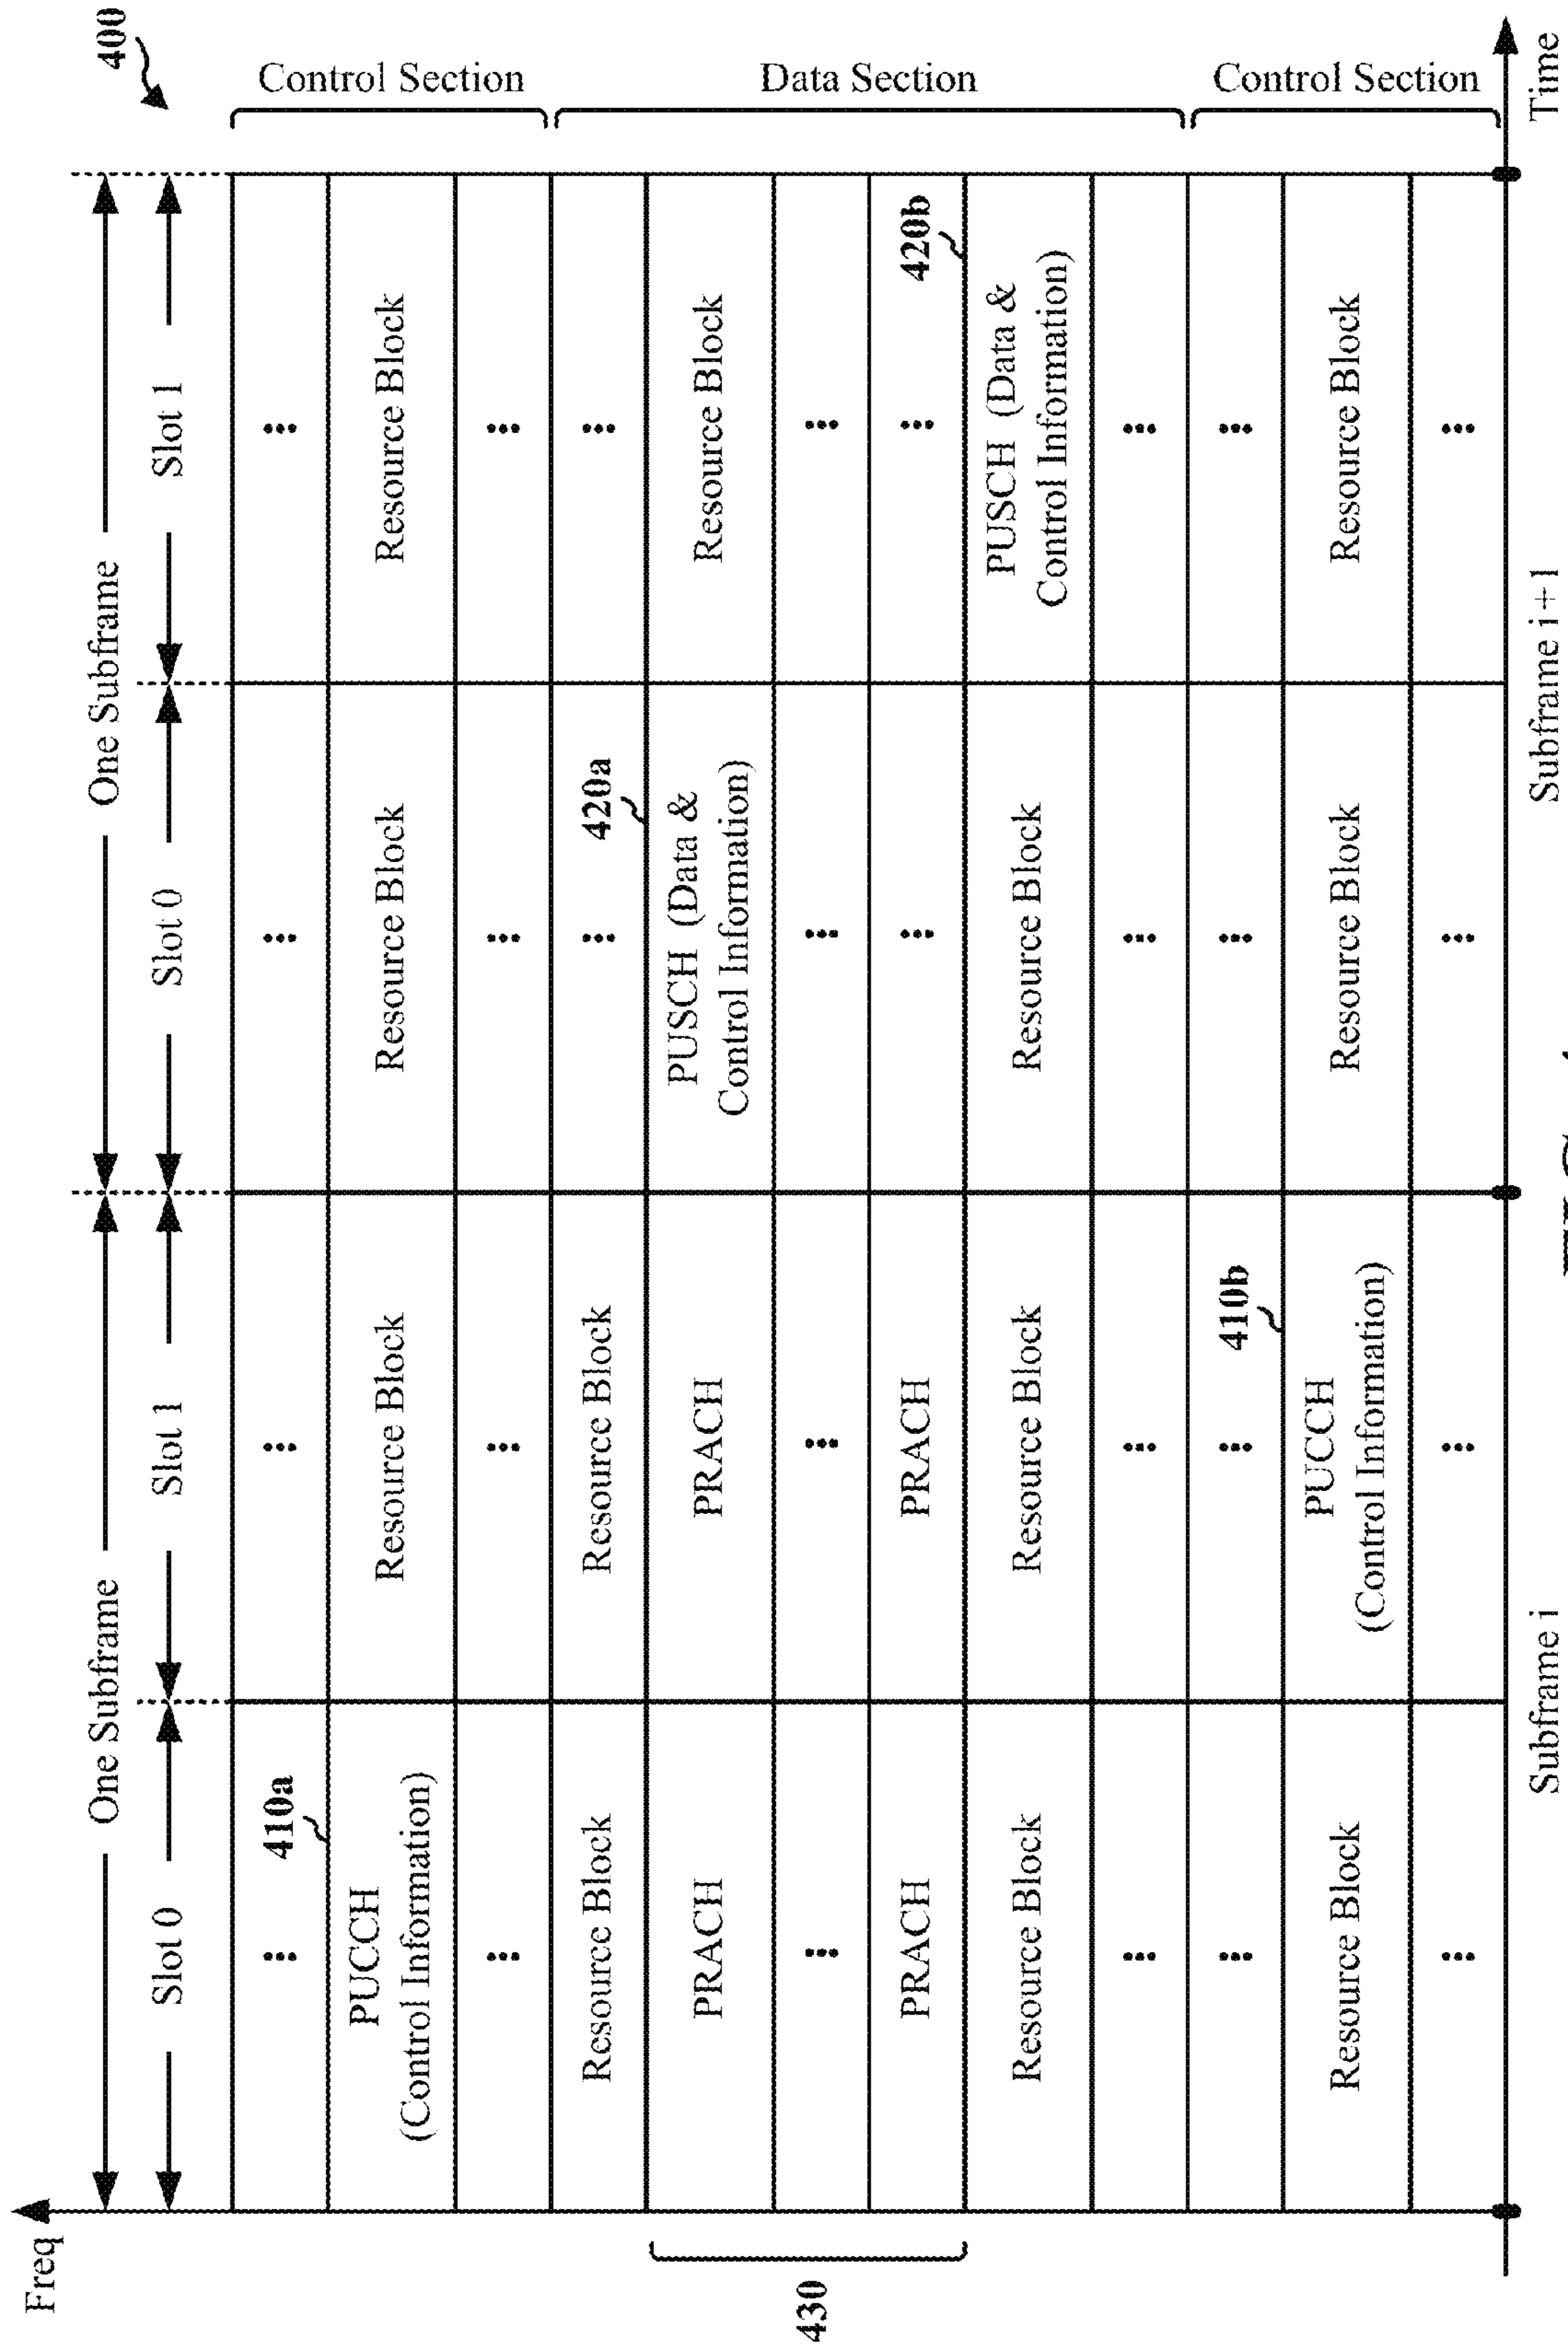 Freq
400
One Subframe
One Subframe
Slot 0
Slot 1
Slot 0
Slot 1
410a
Control Section
PUCCH
(Control Information)
Resource Block
Resource Block
Resource Block
Resource Block
Resource Block
420a
PRACH
PRACH
PUSCH (Data &
Control Information)
Resource Block
430
Data Section
PRACH
PRACH
420b
Resource Block
Resource Block
Resource Block
PUSCH (Data &
Control Information)
410b
Control Section
Resource Block
PUCCH
(Control Information)
Resource Block
Resource Block
Subframe i
Subframe i + 1
Time